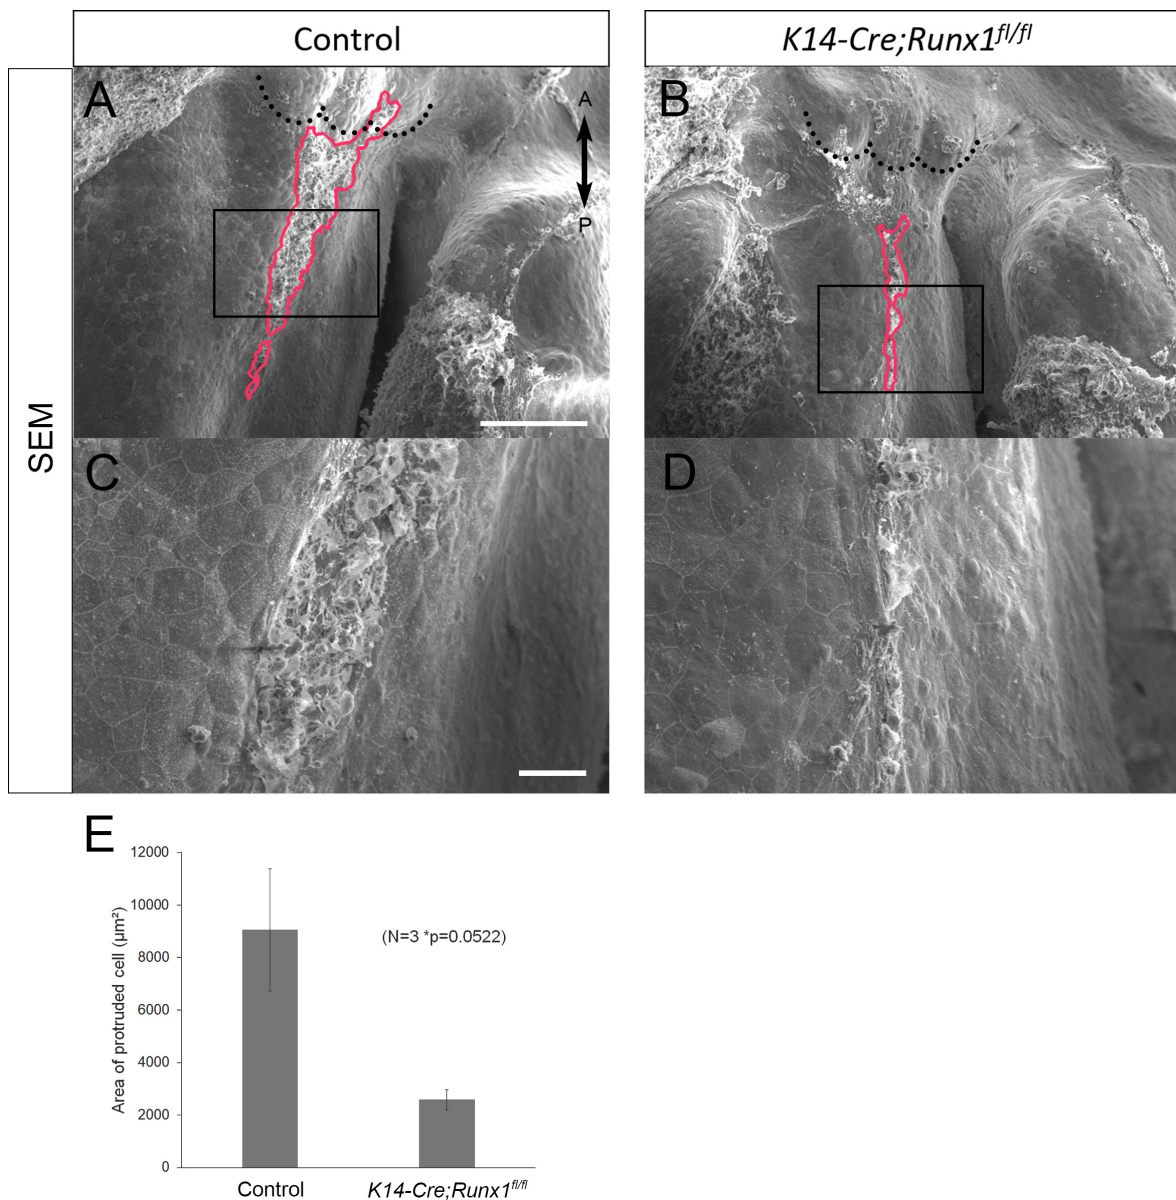 Control
K14-Cre;Runx1fl/fl
SEM
A
A
P
B
C
D
E
12000
10000
8000
6000
4000
2000
0
Area of protruded cell (µm²)
(N=3 *p=0.0522)
Control
K14-Cre;Runx1fl/fl